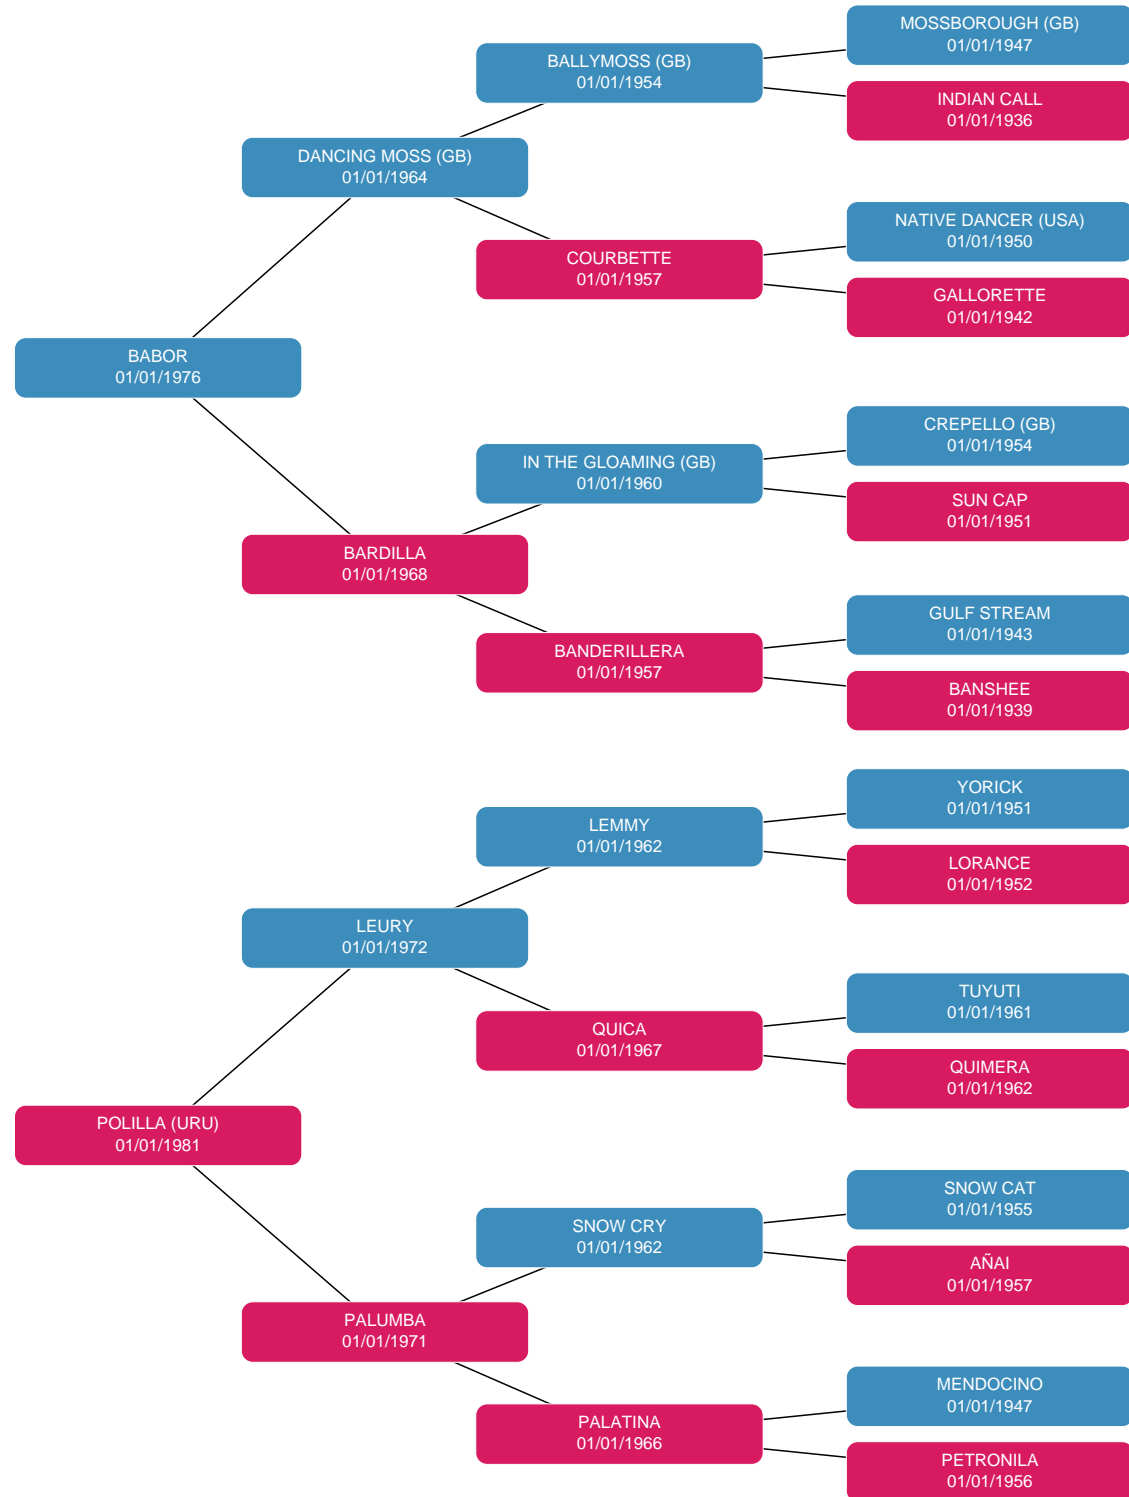 MOSSBOROUGH (GB)
01/01/1947
BALLYMOSS (GB)
01/01/1954
INDIAN CALL
01/01/1936
DANCING MOSS (GB)
01/01/1964
NATIVE DANCER (USA)
01/01/1950
COURBETTE
01/01/1957
GALLORETTE
01/01/1942
BABOR
01/01/1976
CREPELLO (GB)
01/01/1954
IN THE GLOAMING (GB)
01/01/1960
SUN CAP
01/01/1951
BARDILLA
01/01/1968
GULF STREAM
01/01/1943
BANDERILLERA
01/01/1957
BANSHEE
01/01/1939
YORICK
01/01/1951
LEMMY
01/01/1962
LORANCE
01/01/1952
LEURY
01/01/1972
TUYUTI
01/01/1961
QUICA
01/01/1967
QUIMERA
01/01/1962
POLILLA (URU)
01/01/1981
SNOW CAT
01/01/1955
SNOW CRY
01/01/1962
AÑAI
01/01/1957
PALUMBA
01/01/1971
MENDOCINO
01/01/1947
PALATINA
01/01/1966
PETRONILA
01/01/1956